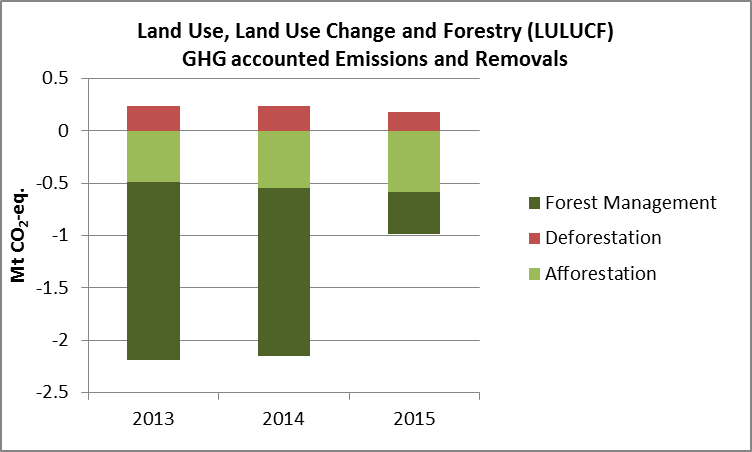 Land Use, Land Use Change and Forestry (LULUCF)
GHG accounted Emissions and Removals
0.5
0
-0.5
-1
-1.5
-2
-2.5
Mt CO₂-eq.
2013 2014 2015
Forest Management
Deforestation
Afforestation